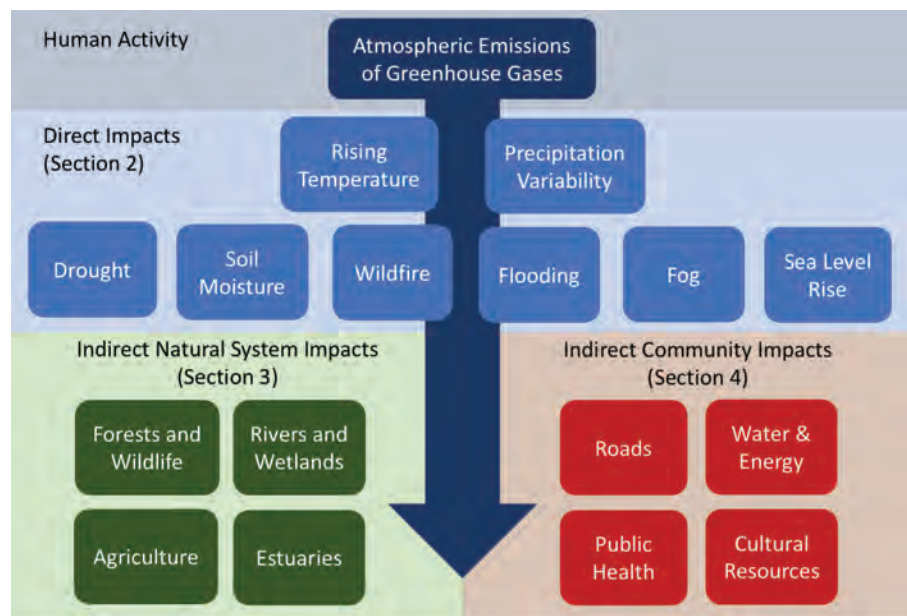 Human Activity
Atmospheric Emissions
of Greenhouse Gases
Direct Impacts
(Section 2)
Rising
Temperature
Precipitation
Variability
Drought
Soil
Moisture
Wildfire
Flooding
Fog
Sea Level
Rise
Indirect Natural System Impacts
(Section 3)
Forests and
Wildlife
Rivers and
Wetlands
Agriculture
Estuaries
Indirect Community Impacts
(Section 4)
Roads
Water &
Energy
Public
Health
Cultural
Resources